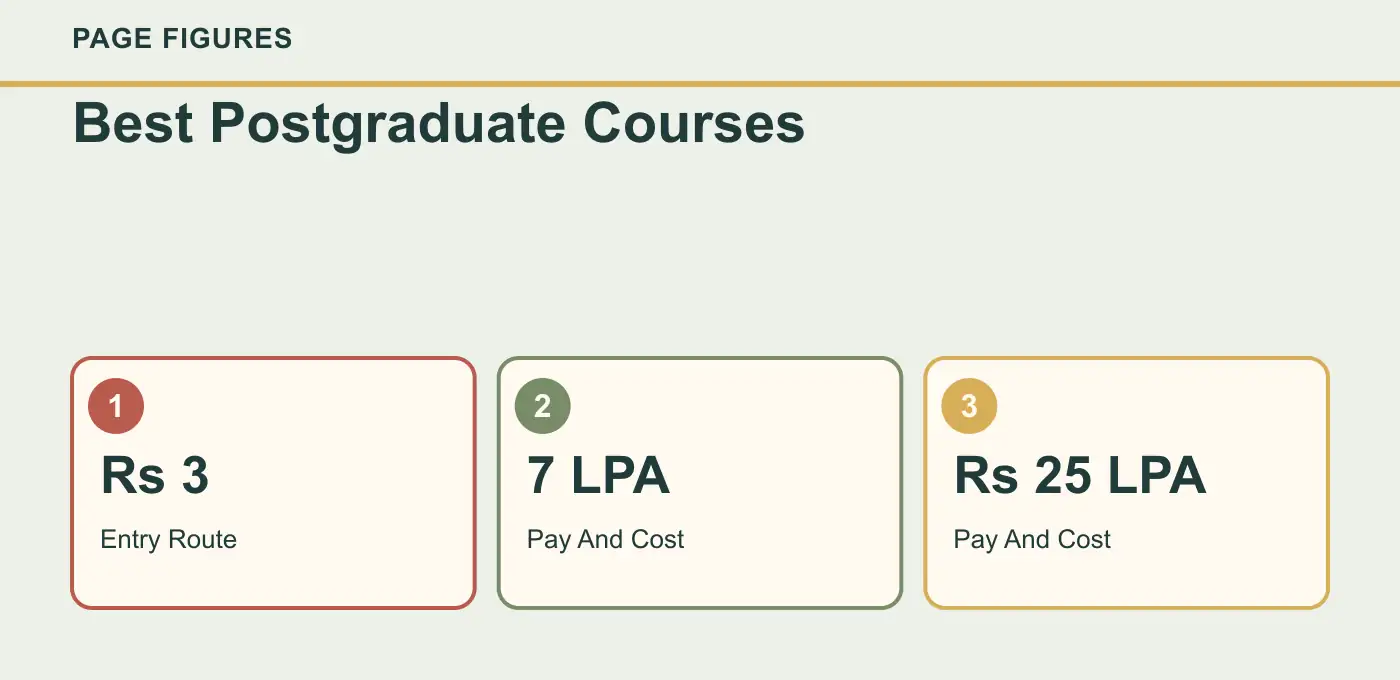 PAGE FIGURES
Best Postgraduate Courses
1
Rs 3
Entry Route
2
7 LPA
Pay And Cost
3
Rs 25 LPA
Pay And Cost